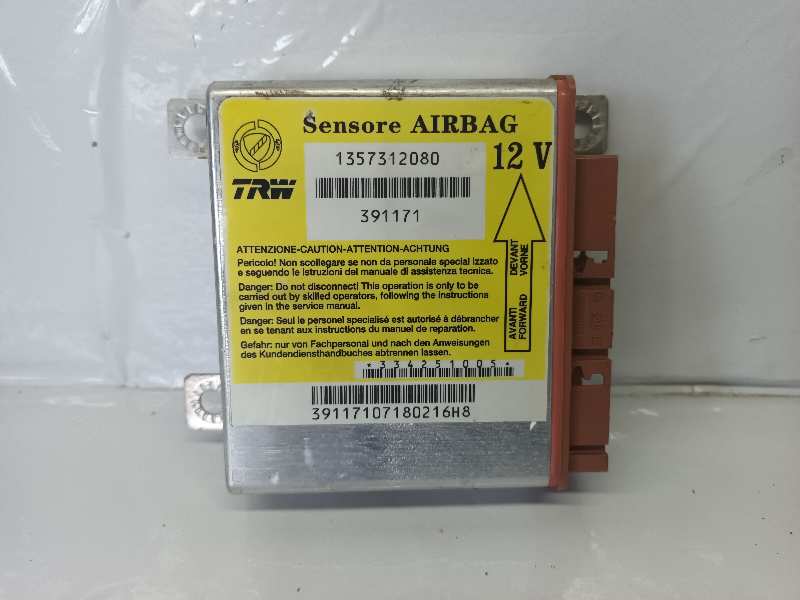 Sensore AIRBAG
1357312080
12 V
TRW
391171
AVANTI DEVANT
FORWARD VORNE
ATTENZIONE-CAUTION-ATTENTION-ACHTUNG
Pericolo! Non scollegare se non da personale specializzato
e seguendo le istruzioni del manuale di assistenza tecnica.
Danger: Do not disconnect! This operation is only to be
carried out by skilled operators, following the instructions
given in the service manual.
Danger: Seul le personel specialisé est autorisé à débrancher
en se tenant aux instructions du manuel de reparation.
Gefahr: nur von Fachpersonal und nach den Anweisungen
des Kundendiensthandbuches abtrennen lassen.
*334251005*
39117107180216H8